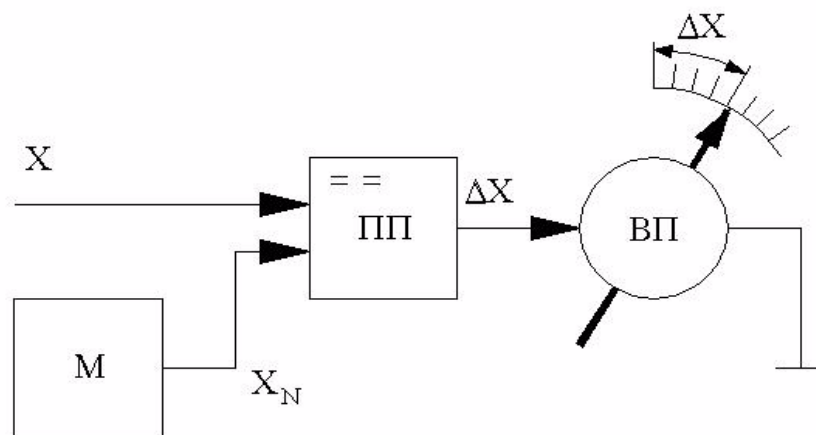 ΔX
X
= =
ПП
ΔX
ВП
М
X_N